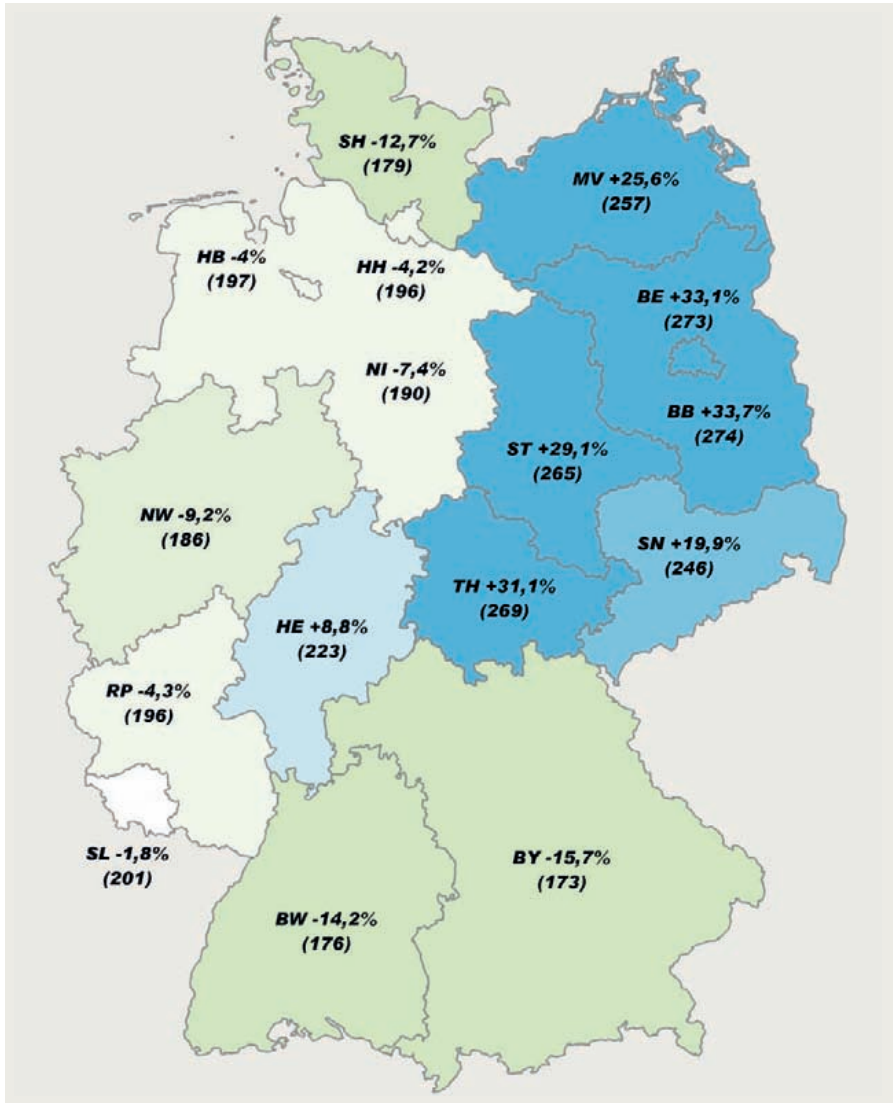 SH -12,7%
(179)
MV +25,6%
(257)
HB -4%
(197)
HH -4,2%
(196)
BE +33,1%
(273)
NI -7,4%
(190)
BB +33,7%
(274)
ST +29,1%
(265)
NW -9,2%
(186)
SN +19,9%
(246)
TH +31,1%
(269)
HE +8,8%
(223)
RP -4,3%
(196)
SL -1,8%
(201)
BY -15,7%
(173)
BW -14,2%
(176)